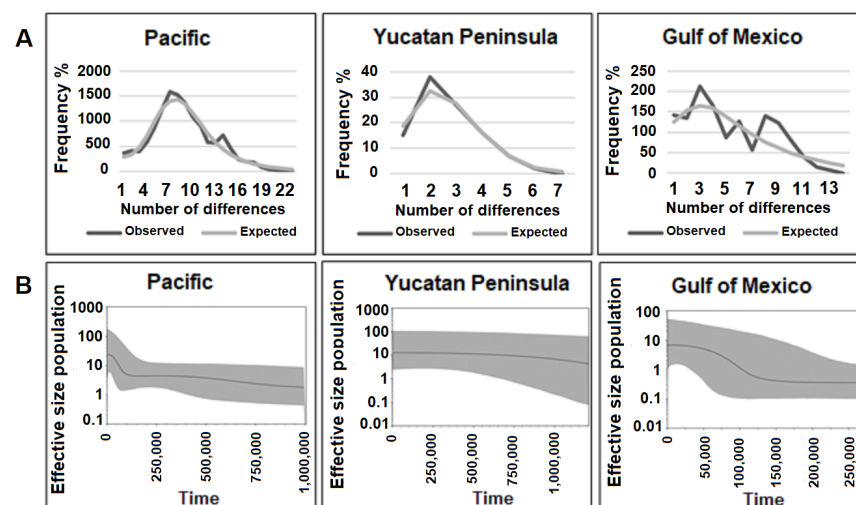 A
Pacific
Frequency %
2000
1500
1000
500
0
1 4 7 10 13 16 19 22
Number of differences
Observed Expected
Yucatan Peninsula
Frequency %
40
30
20
10
0
1 2 3 4 5 6 7
Number of differences
Observed Expected
Gulf of Mexico
Frequency %
250
200
150
100
50
0
1 3 5 7 9 11 13
Number of differences
Observed Expected
B
Pacific
Effective size population
1000
100
10
1
0.1
0 250,000 500,000 750,000 1,000,000
Time
Yucatan Peninsula
Effective size population
1000
100
10
1
0.1
0.01
0 250,000 500,000 750,000 1,000,000
Time
Gulf of Mexico
Effective size population
100
10
1
0.1
0.01
0 50,000 100,000 150,000 200,000 250,000
Time